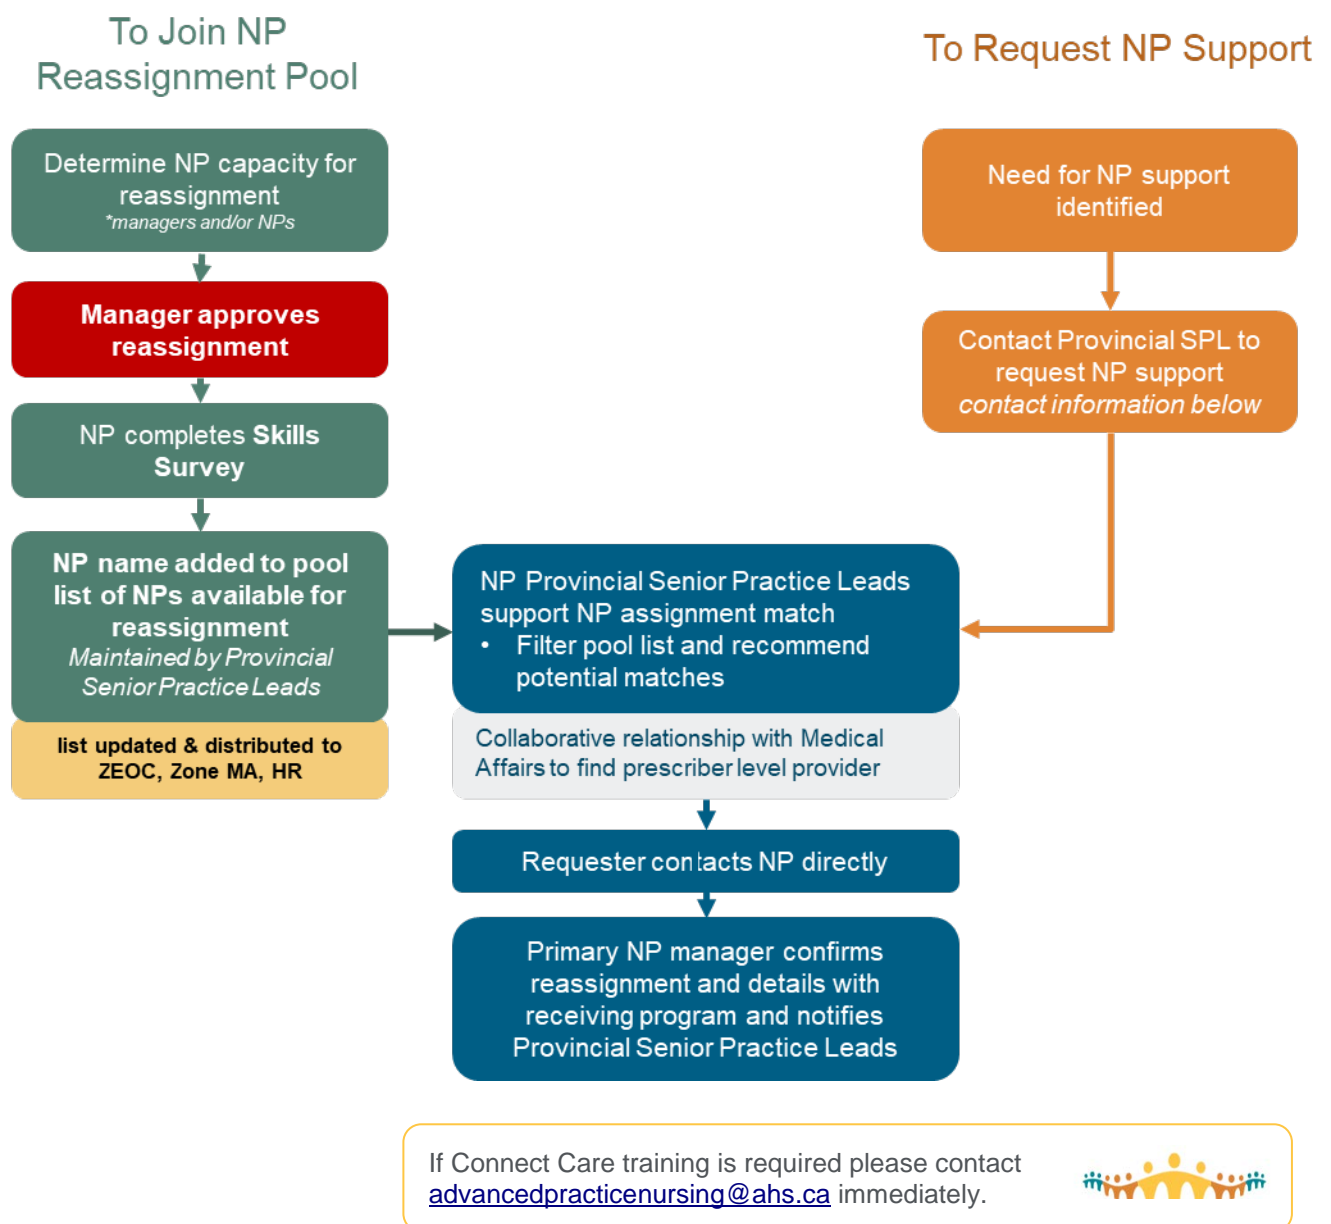 To Join NP
Reassignment Pool
Determine NP capacity for
reassignment
*managers and/or NPs
Manager approves
reassignment
NP completes Skills
Survey
NP name added to pool
list of NPs available for
reassignment
Maintained by Provincial
Senior Practice Leads
list updated & distributed to
ZEOC, Zone MA, HR
To Request NP Support
Need for NP support
identified
Contact Provincial SPL to
request NP support
contact information below
NP Provincial Senior Practice Leads
support NP assignment match
• Filter pool list and recommend
potential matches
Collaborative relationship with Medical
Affairs to find prescriber level provider
Requester contacts NP directly
Primary NP manager confirms
reassignment and details with
receiving program and notifies
Provincial Senior Practice Leads
If Connect Care training is required please contact
advancedpracticenursing@ahs.ca immediately.